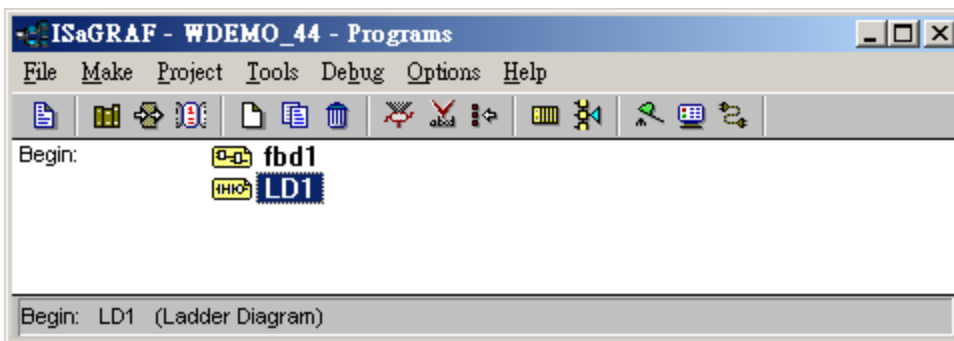 ISaGRAF - WDEMO_44 - Programs
File Make Project Tools Debug Options Help
Begin: fbd1
LD1
Begin: LD1 (Ladder Diagram)